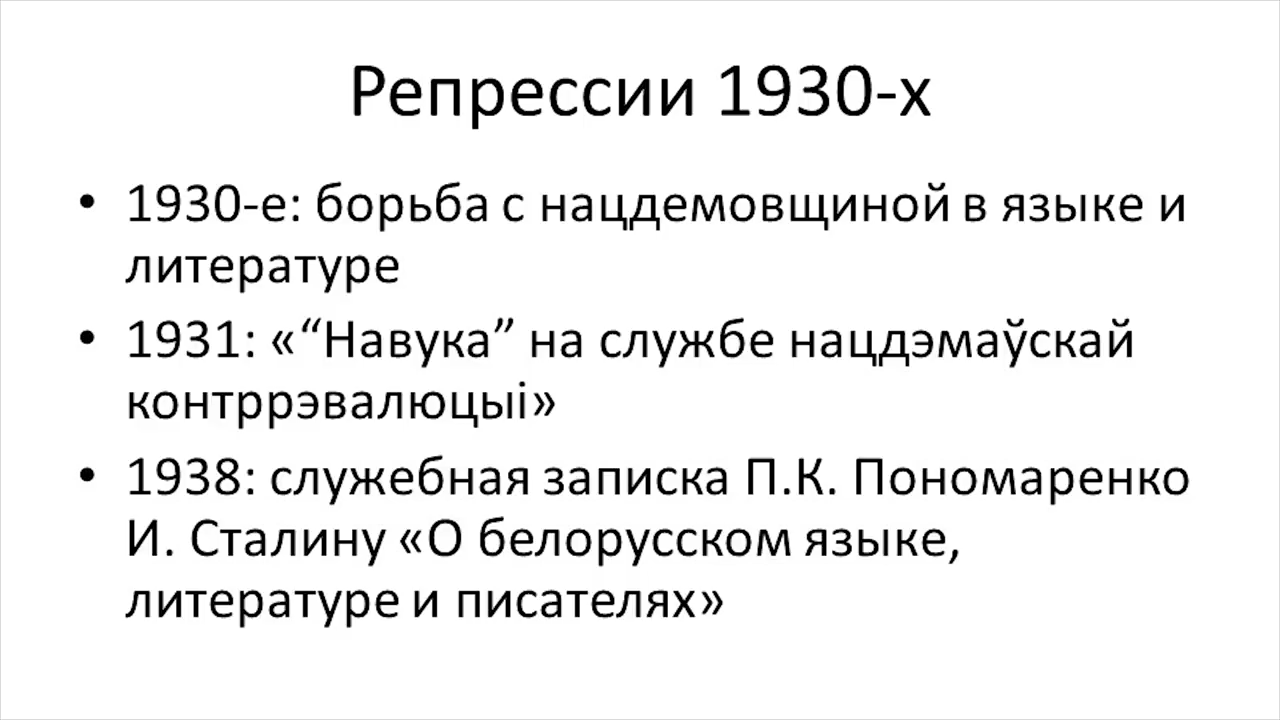 Репрессии 1930-х
• 1930-е: борьба с нацдемовщиной в языке и
литературе
• 1931: «“Навука” на службе нацдэмаўскай
контррэвалюцыі»
• 1938: служебная записка П.К. Пономаренко
И. Сталину «О белорусском языке,
литературе и писателях»